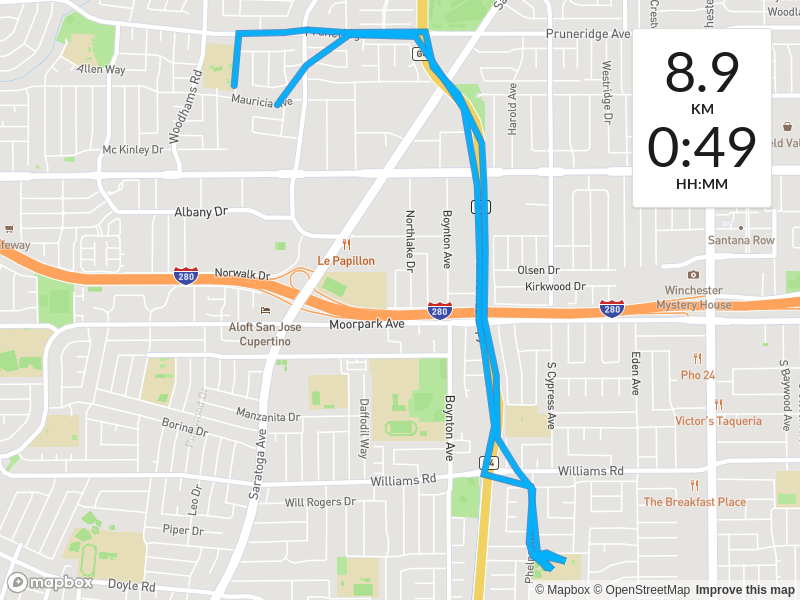 Pruneridge Ave
Woodlawn
Allen Way
Woodhams Rd
Mauricia Ave
Harold Ave
Westridge Dr
8.9
KM
0:49
HH:MM
Mc Kinley Dr
Albany Dr
Northlake Dr
Boynton Ave
Le Papillon
Santana Row
Norwalk Dr
280
Olsen Dr
Kirkwood Dr
Winchester
Mystery House
280
280
Aloft San Jose
Cupertino
Moorpark Ave
S Cypress Ave
Eden Ave
S Baywood Ave
Pho 24
Manzanita Dr
Borina Dr
Daffodil Way
Boynton Ave
Victor's Taqueria
Saratoga Ave
Williams Rd
Williams Rd
Leo Dr
Will Rogers Dr
The Breakfast Place
Piper Dr
Doyle Rd
mapbox
© Mapbox © OpenStreetMap Improve this map